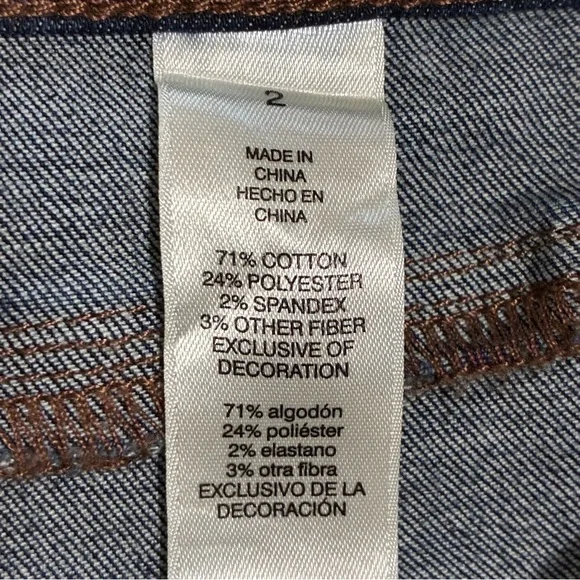 2
MADE IN
CHINA
HECHO EN
CHINA
71% COTTON
24% POLYESTER
2% SPANDEX
3% OTHER FIBER
EXCLUSIVE OF
DECORATION
71% algodón
24% poliéster
2% elastano
3% otra fibra
EXCLUSIVO DE LA
DECORACIÓN